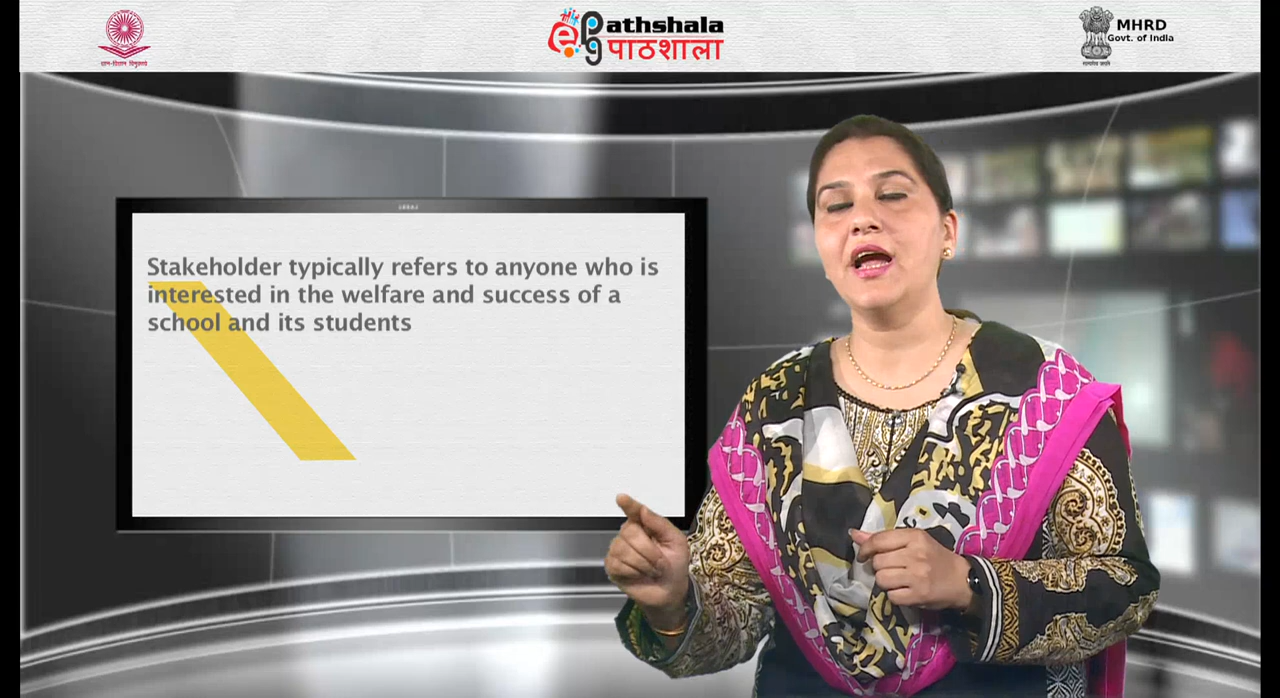 ePathshala
पाठशाला
MHRD
Govt. of India
Stakeholder typically refers to anyone who is
interested in the welfare and success of a
school and its students